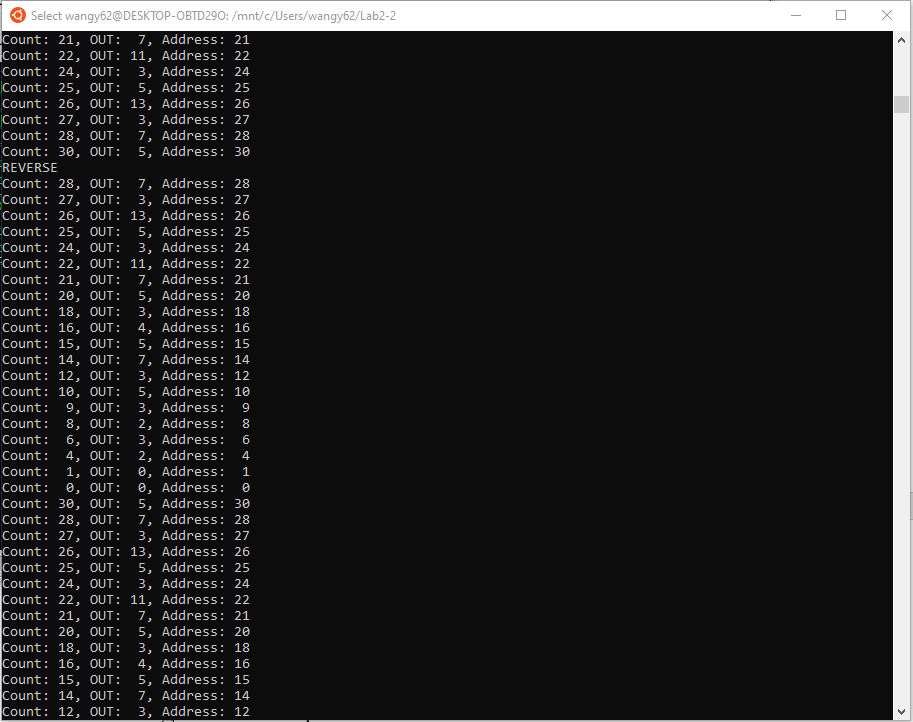 Select wangy62@DESKTOP-OBTD29O: /mnt/c/Users/wangy62/Lab2-2
Count: 21, OUT:  7, Address: 21
Count: 22, OUT: 11, Address: 22
Count: 24, OUT:  3, Address: 24
Count: 25, OUT:  5, Address: 25
Count: 26, OUT: 13, Address: 26
Count: 27, OUT:  3, Address: 27
Count: 28, OUT:  7, Address: 28
Count: 30, OUT:  5, Address: 30
REVERSE
Count: 28, OUT:  7, Address: 28
Count: 27, OUT:  3, Address: 27
Count: 26, OUT: 13, Address: 26
Count: 25, OUT:  5, Address: 25
Count: 24, OUT:  3, Address: 24
Count: 22, OUT: 11, Address: 22
Count: 21, OUT:  7, Address: 21
Count: 20, OUT:  5, Address: 20
Count: 18, OUT:  3, Address: 18
Count: 16, OUT:  4, Address: 16
Count: 15, OUT:  5, Address: 15
Count: 14, OUT:  7, Address: 14
Count: 12, OUT:  3, Address: 12
Count: 10, OUT:  5, Address: 10
Count:  9, OUT:  3, Address:  9
Count:  8, OUT:  2, Address:  8
Count:  6, OUT:  3, Address:  6
Count:  4, OUT:  2, Address:  4
Count:  1, OUT:  0, Address:  1
Count:  0, OUT:  0, Address:  0
Count: 30, OUT:  5, Address: 30
Count: 28, OUT:  7, Address: 28
Count: 27, OUT:  3, Address: 27
Count: 26, OUT: 13, Address: 26
Count: 25, OUT:  5, Address: 25
Count: 24, OUT:  3, Address: 24
Count: 22, OUT: 11, Address: 22
Count: 21, OUT:  7, Address: 21
Count: 20, OUT:  5, Address: 20
Count: 18, OUT:  3, Address: 18
Count: 16, OUT:  4, Address: 16
Count: 15, OUT:  5, Address: 15
Count: 14, OUT:  7, Address: 14
Count: 12, OUT:  3, Address: 12